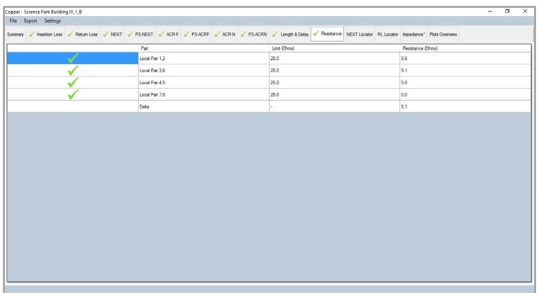 Copper - Science Park Building III_1_B
File Export Settings
Summary Insertion Loss Return Loss NEXT PS-NEXT ACR-F PS-ACRF ACR-N PS-ACRN Length & Delay Resistance NEXT Locator RL Locator Impedance* Plots Overview
Pair Limit (Ohms) Resistance (Ohms)
Local Pair 1,2 25.0 0.0
Local Pair 3,6 25.0 5.1
Local Pair 4,5 25.0 5.0
Local Pair 7,8 25.0 0.0
Delta - 5.1